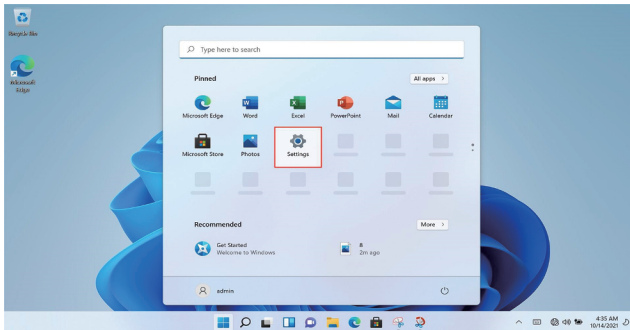 Recycle Bin
Microsoft
Edge
Type here to search
Pinned
All apps >
Microsoft Edge
Word
Excel
PowerPoint
Mail
Calendar
Microsoft Store
Photos
Settings
Recommended
More >
Get Started
Welcome to Windows
8
2m ago
admin
4:35 AM
10/14/2021